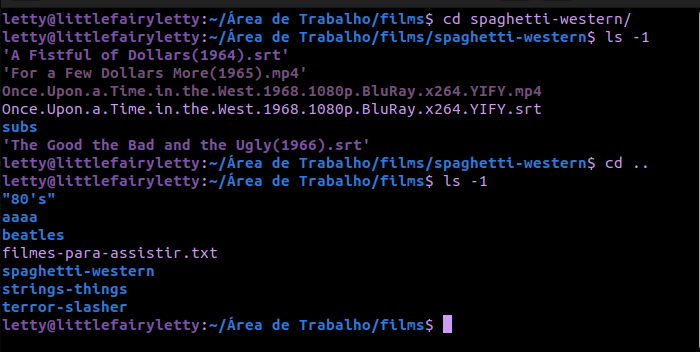 letty@littlefairyletty:~/Área de Trabalho/films$ cd spaghetti-western/
letty@littlefairyletty:~/Área de Trabalho/films/spaghetti-western$ ls -1
'A Fistful of Dollars(1964).srt'
'For a Few Dollars More(1965).mp4'
Once.Upon.a.Time.in.the.West.1968.1080p.BluRay.x264.YIFY.mp4
Once.Upon.a.Time.in.the.West.1968.1080p.BluRay.x264.YIFY.srt
subs
'The Good the Bad and the Ugly(1966).srt'
letty@littlefairyletty:~/Área de Trabalho/films/spaghetti-western$ cd ..
letty@littlefairyletty:~/Área de Trabalho/films$ ls -1
"80's"
aaaa
beatles
filmes-para-assistir.txt
spaghetti-western
strings-things
terror-slasher
letty@littlefairyletty:~/Área de Trabalho/films$